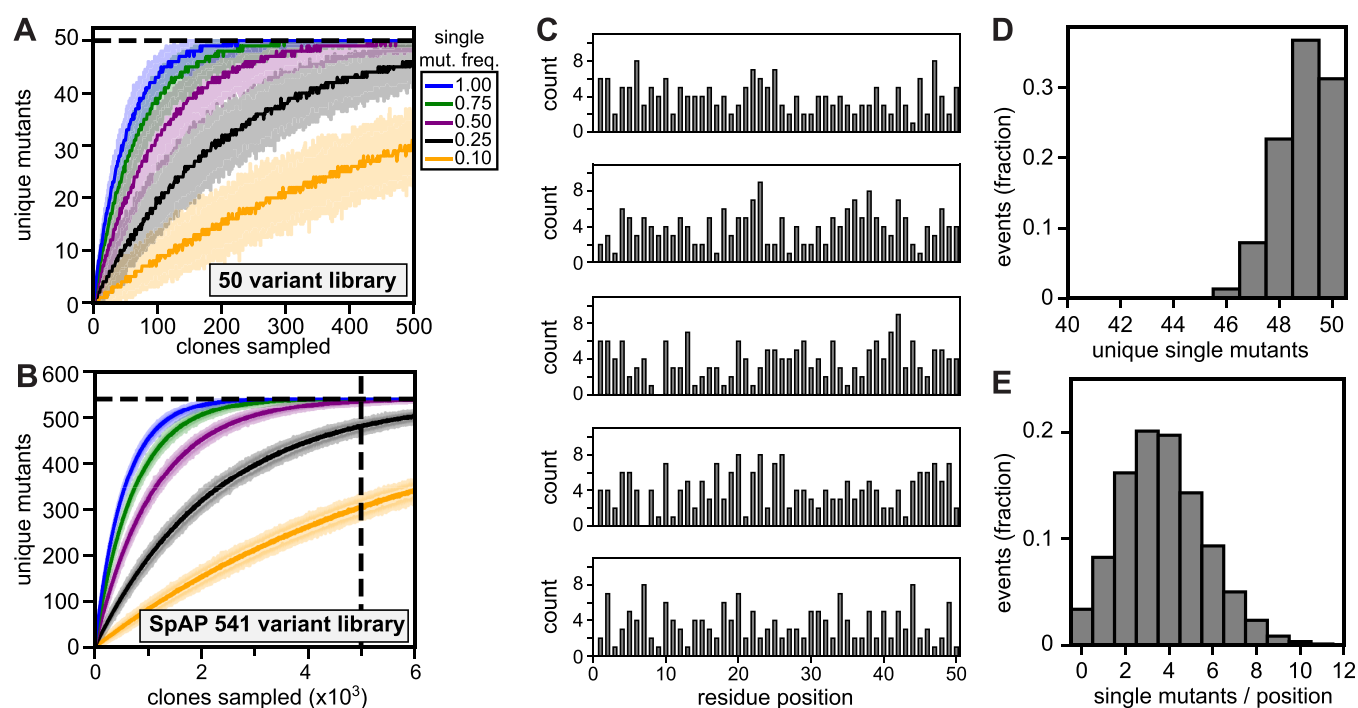 A
unique mutants
50
40
30
20
10
0
0 100 200 300 400 500
clones sampled
50 variant library
single
mut. freq.
1.00
0.75
0.50
0.25
0.10
B
unique mutants
600
500
400
300
200
100
0
0 2 4 6
clones sampled (x10³)
SpAP 541 variant library
C
count
8
4
0
count
8
4
0
count
8
4
0
count
8
4
0
count
8
4
0
0 10 20 30 40 50
residue position
D
events (fraction)
0.3
0.2
0.1
0
40 42 44 46 48 50
unique single mutants
E
events (fraction)
0.2
0.1
0
0 2 4 6 8 10 12
single mutants / position